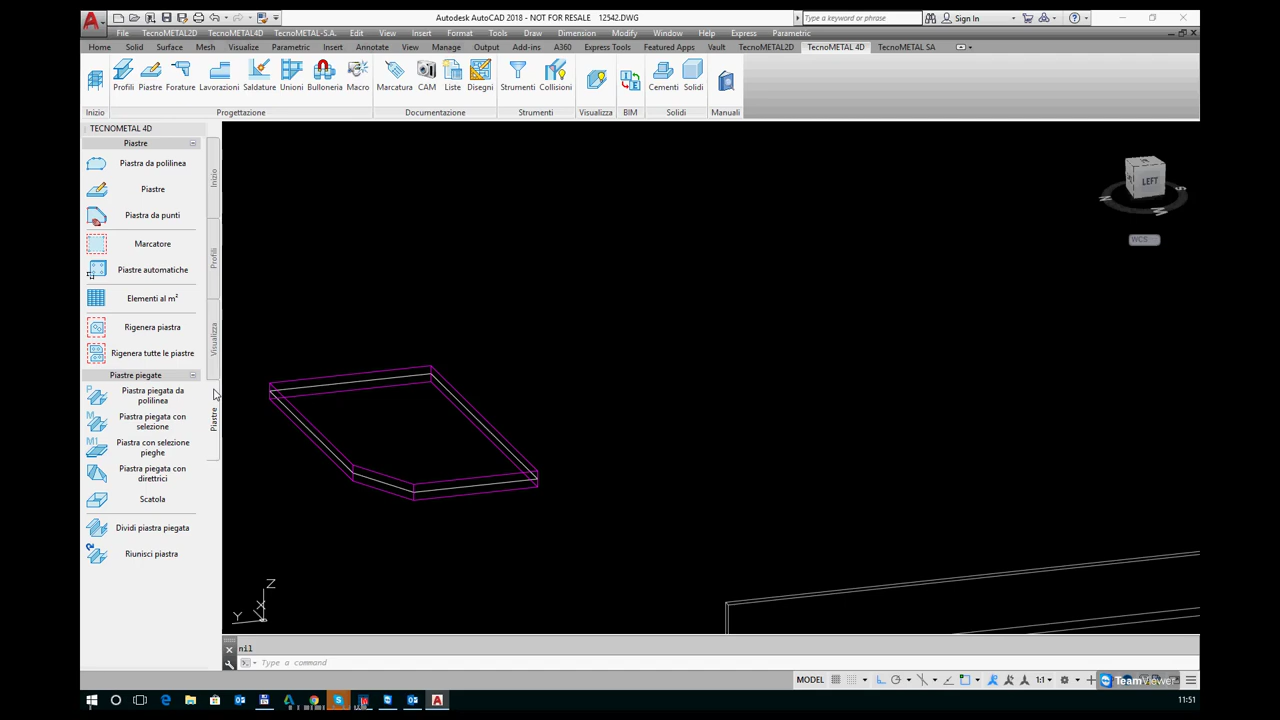 Autodesk AutoCAD 2018 - NOT FOR RESALE 12542.DWG
Type a keyword or phrase
Sign In
File TecnoMETAL2D TecnoMETAL4D TecnoMETAL-S.A. Edit View Insert Format Tools Draw Dimension Modify Window Help Express Parametric
Home Solid Surface Mesh Visualize Parametric Insert Annotate View Manage Output Add-ins A360 Express Tools Featured Apps Vault TecnoMETAL2D TecnoMETAL 4D TecnoMETAL SA
Profili Piastre Forature Lavorazioni Saldature Unioni Bulloneria Macro Marcatura CAM Liste Disegni Strumenti Collisioni Cementi Solidi
Inizio Progettazione Documentazione Strumenti Visualizza BIM Solidi Manuali
TECNOMETAL 4D
Piastre
Piastra da polilinea
Piastre
Piastra da punti
Marcatore
Piastre automatiche
Elementi al m²
Rigenera piastra
Rigenera tutte le piastre
Piastre piegate
Piastra piegata da
polilinea
Piastra piegata con
selezione
Piastra con selezione
pieghe
Piastra piegata con
direttrici
Scatola
Dividi piastra piegata
Riunisci piastra
Inizio
Profili
Visualizza
Piastre
LEFT
WCS
Z
X
Y
nil
Type a command
MODEL
1:1
TeamViewer
11:51